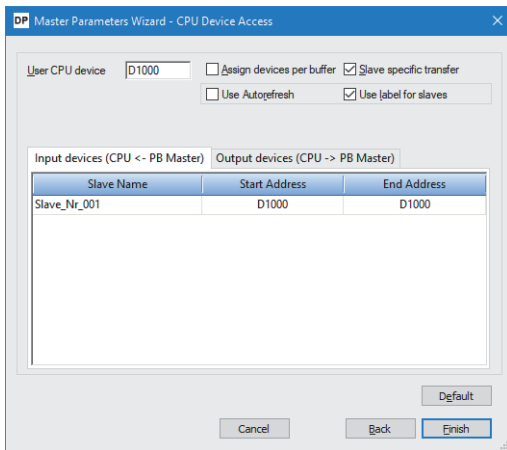 DP Master Parameters Wizard - CPU Device Access
User CPU device D1000 Assign devices per buffer Slave specific transfer
Use Autorefresh Use label for slaves
Input devices (CPU <- PB Master) Output devices (CPU -> PB Master)
Slave Name Start Address End Address
Slave_Nr_001 D1000 D1000
Default
Cancel Back Finish